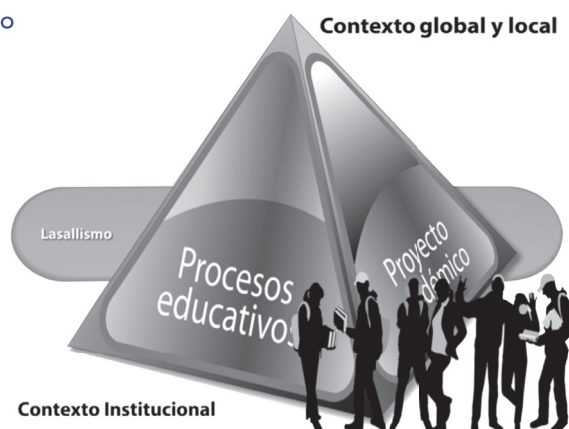 Contexto global y local
Lasallismo
Procesos
educativos
Proyecto
Contexto Institucional